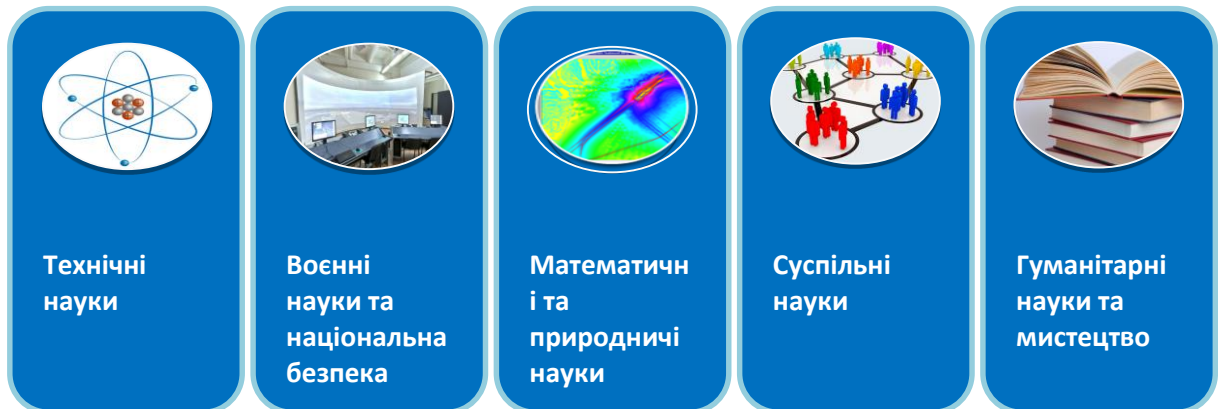 Технічні
науки
Воєнні
науки та
національна
безпека
Математичн
і та
природничі
науки
Суспільні
науки
Гуманітарні
науки та
мистецтво